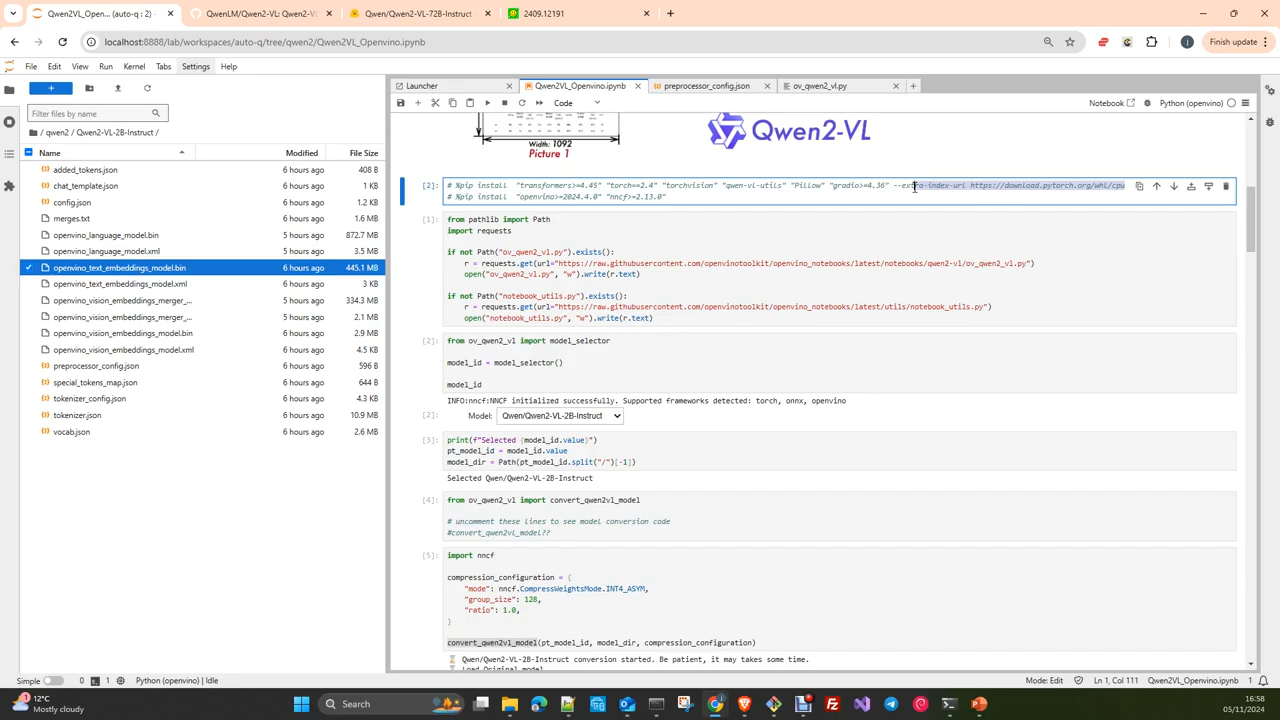 Qwen2VL_Open... (auto-q : 2) - ×
QwenLM/Qwen2-VL: Qwen2-VL ×
Qwen/Qwen2-VL-72B-Instruct ×
2409.12191 ×
localhost:8888/lab/workspaces/auto-q/tree/qwen2/Qwen2VL_Openvino.ipynb
Finish update
File Edit View Run Kernel Tabs Settings Help
Launcher
Qwen2VL_Openvino.ipynb
preprocessor_config.json
ov_qwen2_vl.py
Code
Notebook
Python (openvino)
Filter files by name
/ qwen2 / Qwen2-VL-2B-Instruct /
Name Modified File Size
added_tokens.json 6 hours ago 408 B
chat_template.json 6 hours ago 1 KB
config.json 6 hours ago 1.2 KB
merges.txt 6 hours ago 1.6 MB
openvino_language_model.bin 5 hours ago 872.7 MB
openvino_language_model.xml 5 hours ago 3.5 MB
openvino_text_embeddings_model.bin 6 hours ago 445.1 MB
openvino_text_embeddings_model.xml 6 hours ago 3 KB
openvino_vision_embeddings_merger_... 6 hours ago 334.3 MB
openvino_vision_embeddings_merger_... 6 hours ago 2.1 MB
openvino_vision_embeddings_model.bin 6 hours ago 2.9 MB
openvino_vision_embeddings_model.xml 6 hours ago 4.5 KB
preprocessor_config.json 6 hours ago 596 B
special_tokens_map.json 6 hours ago 644 B
tokenizer_config.json 6 hours ago 4.3 KB
tokenizer.json 6 hours ago 10.9 MB
vocab.json 6 hours ago 2.6 MB
Width: 1092
Picture 1
Qwen2-VL
[2]: # %pip install "transformers>=4.45" "torch==2.4" "torchvision" "qwen-vl-utils" "Pillow" "gradio>=4.36" --extra-index-url https://download.pytorch.org/whl/cpu
# %pip install "openvino>=2024.4.0" "nncf>=2.13.0"
[1]: from pathlib import Path
import requests
if not Path("ov_qwen2_vl.py").exists():
r = requests.get(url="https://raw.githubusercontent.com/openvinotoolkit/openvino_notebooks/latest/notebooks/qwen2-vl/ov_qwen2_vl.py")
open("ov_qwen2_vl.py", "w").write(r.text)
if not Path("notebook_utils.py").exists():
r = requests.get(url="https://raw.githubusercontent.com/openvinotoolkit/openvino_notebooks/latest/utils/notebook_utils.py")
open("notebook_utils.py", "w").write(r.text)
[2]: from ov_qwen2_vl import model_selector
model_id = model_selector()
model_id
INFO:nncf:NNCF initialized successfully. Supported frameworks detected: torch, onnx, openvino
[2]: Model: Qwen/Qwen2-VL-2B-Instruct
[3]: print(f"Selected {model_id.value}")
pt_model_id = model_id.value
model_dir = Path(pt_model_id.split("/")[-1])
Selected Qwen/Qwen2-VL-2B-Instruct
[4]: from ov_qwen2_vl import convert_qwen2vl_model
# uncomment these lines to see model conversion code
#convert_qwen2vl_model??
[5]: import nncf
compression_configuration = {
"mode": nncf.CompressWeightsMode.INT4_ASYM,
"group_size": 128,
"ratio": 1.0,
}
convert_qwen2vl_model(pt_model_id, model_dir, compression_configuration)
⌛ Qwen/Qwen2-VL-2B-Instruct conversion started. Be patient, it may takes some time.
⌛ Load Original model
Simple 0 1 Python (openvino) | Idle
Mode: Edit Ln 1, Col 111 Qwen2VL_Openvino.ipynb 1
12°C
Mostly cloudy
Search
16:58
05/11/2024